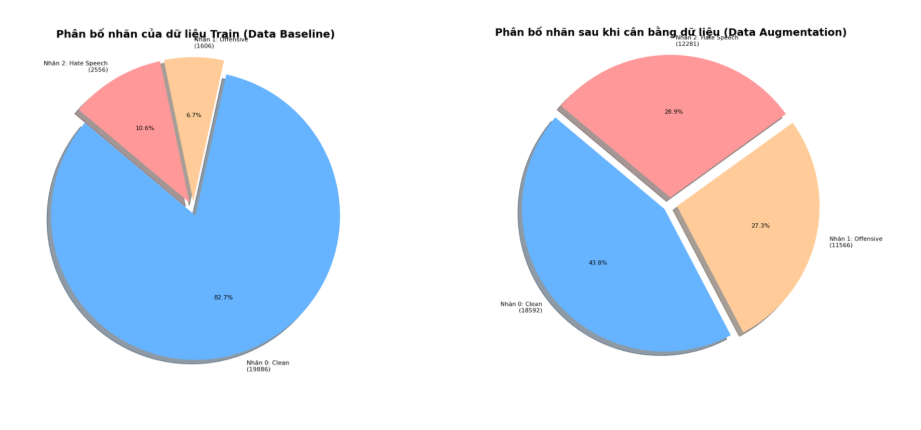 Phân bố nhãn của dữ liệu Train (Data Baseline)
Nhãn 1: Offensive
(1606)
Nhãn 2: Hate Speech
(2556)
6.7%
10.6%
82.7%
Nhãn 0: Clean
(19886)
Phân bố nhãn sau khi cân bằng dữ liệu (Data Augmentation)
Nhãn 2: Hate Speech
(12281)
28.9%
27.3%
Nhãn 1: Offensive
(11566)
43.8%
Nhãn 0: Clean
(18592)